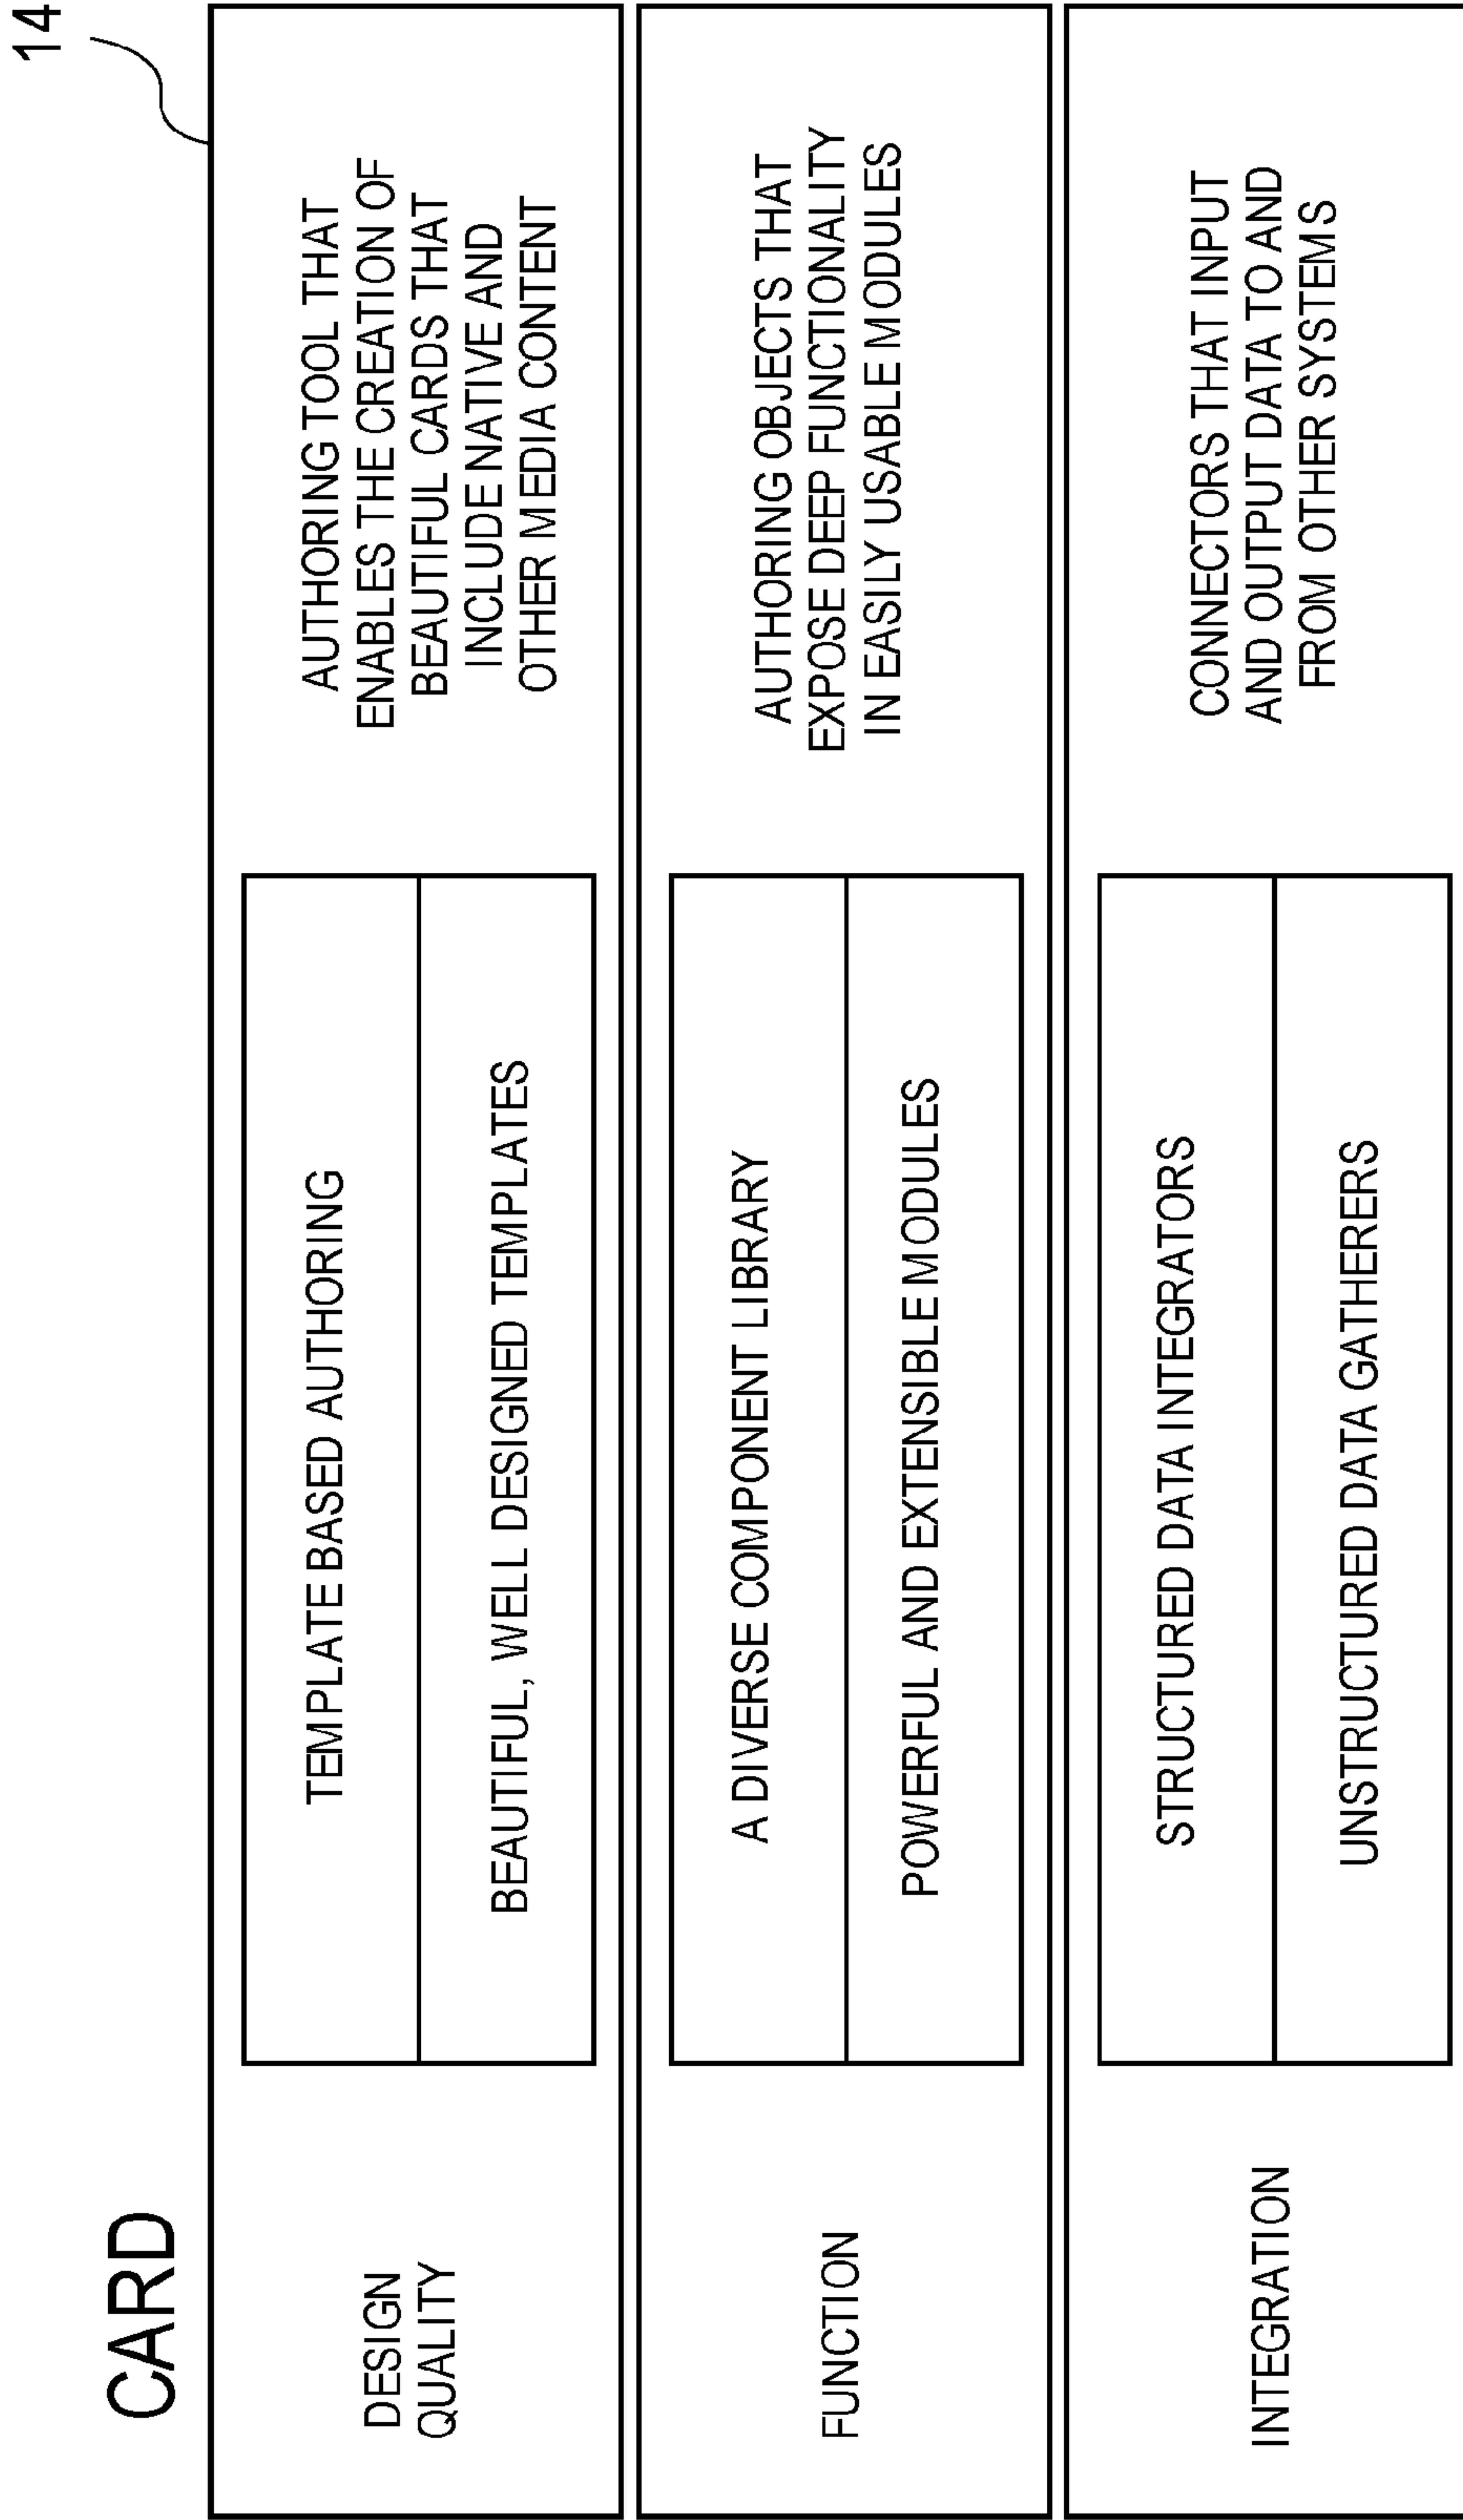 14
CARD
DESIGN
QUALITY
TEMPLATE BASED AUTHORING
BEAUTIFUL, WELL DESIGNED TEMPLATES
AUTHORING TOOL THAT
ENABLES THE CREATION OF
BEAUTIFUL CARDS THAT
INCLUDE NATIVE AND
OTHER MEDIA CONTENT
FUNCTION
A DIVERSE COMPONENT LIBRARY
POWERFUL AND EXTENSIBLE MODULES
AUTHORING OBJECTS THAT
EXPOSE DEEP FUNCTIONALITY
IN EASILY USABLE MODULES
INTEGRATION
STRUCTURED DATA INTEGRATORS
UNSTRUCTURED DATA GATHERERS
CONNECTORS THAT INPUT
AND OUTPUT DATA TO AND
FROM OTHER SYSTEMS